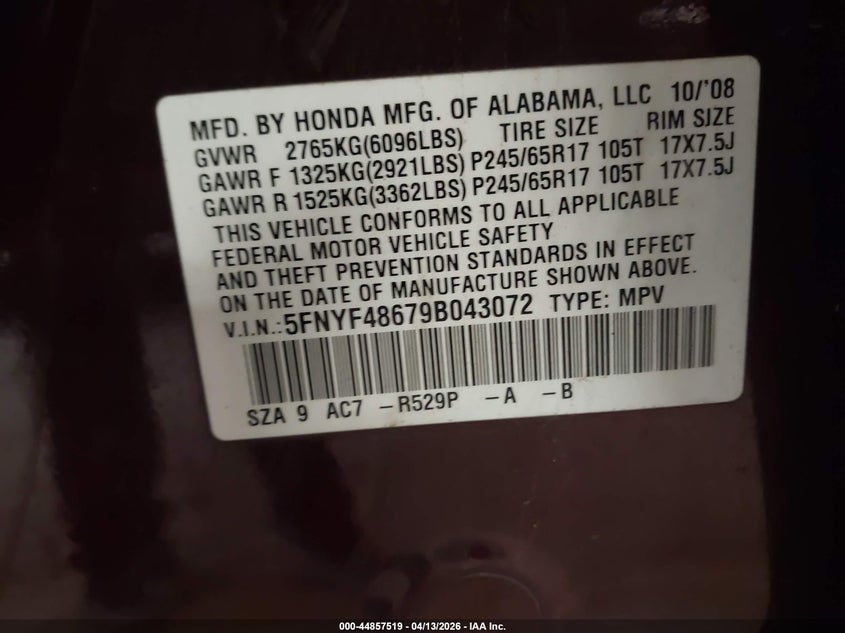 MFD. BY HONDA MFG. OF ALABAMA, LLC 10/'08
GVWR 2765KG(6096LBS) TIRE SIZE RIM SIZE
GAWR F 1325KG(2921LBS) P245/65R17 105T 17X7.5J
GAWR R 1525KG(3362LBS) P245/65R17 105T 17X7.5J
THIS VEHICLE CONFORMS TO ALL APPLICABLE
FEDERAL MOTOR VEHICLE SAFETY
AND THEFT PREVENTION STANDARDS IN EFFECT
ON THE DATE OF MANUFACTURE SHOWN ABOVE.
V.I.N.:5FNYF48679B043072 TYPE: MPV
SZA 9 AC7 -R529P -A -B
000-44857519 - 04/13/2026 - IAA Inc.